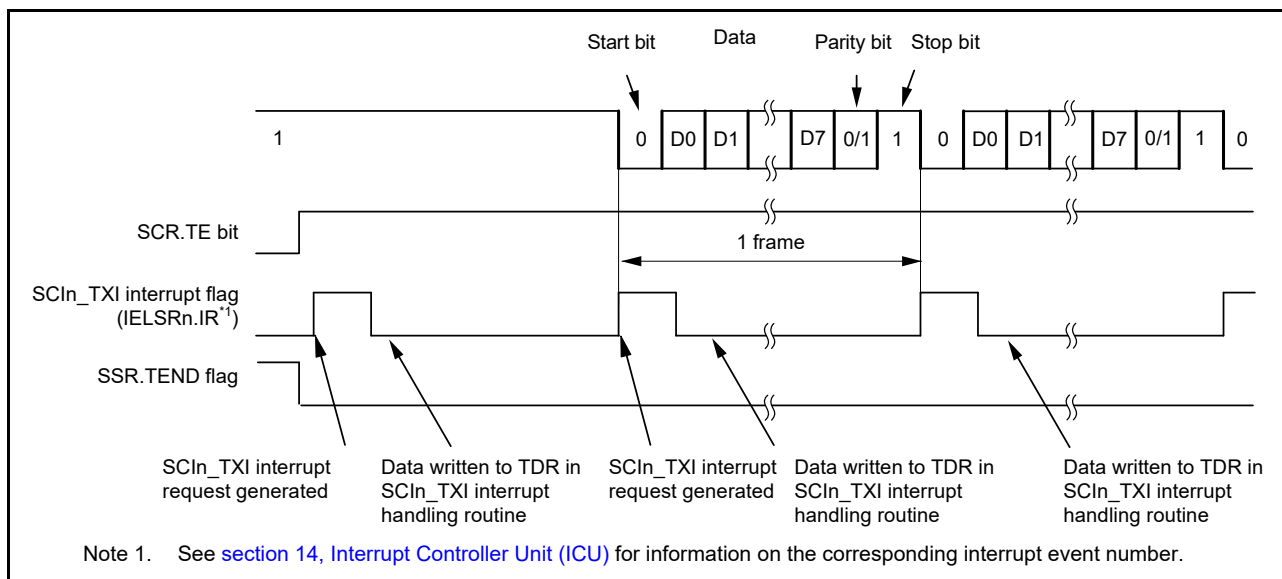 Start bit Data Parity bit Stop bit
1 0 D0 D1 D7 0/1 1 0 D0 D1 D7 0/1 1 0
SCR.TE bit
1 frame
SCIn_TXI interrupt flag
(IELSRn.IR*1)
SSR.TEND flag
SCIn_TXI interrupt
request generated
Data written to TDR in
SCIn_TXI interrupt
handling routine
SCIn_TXI interrupt
request generated
Data written to TDR in
SCIn_TXI interrupt
handling routine
Data written to TDR in
SCIn_TXI interrupt
handling routine
Note 1. See section 14, Interrupt Controller Unit (ICU) for information on the corresponding interrupt event number.